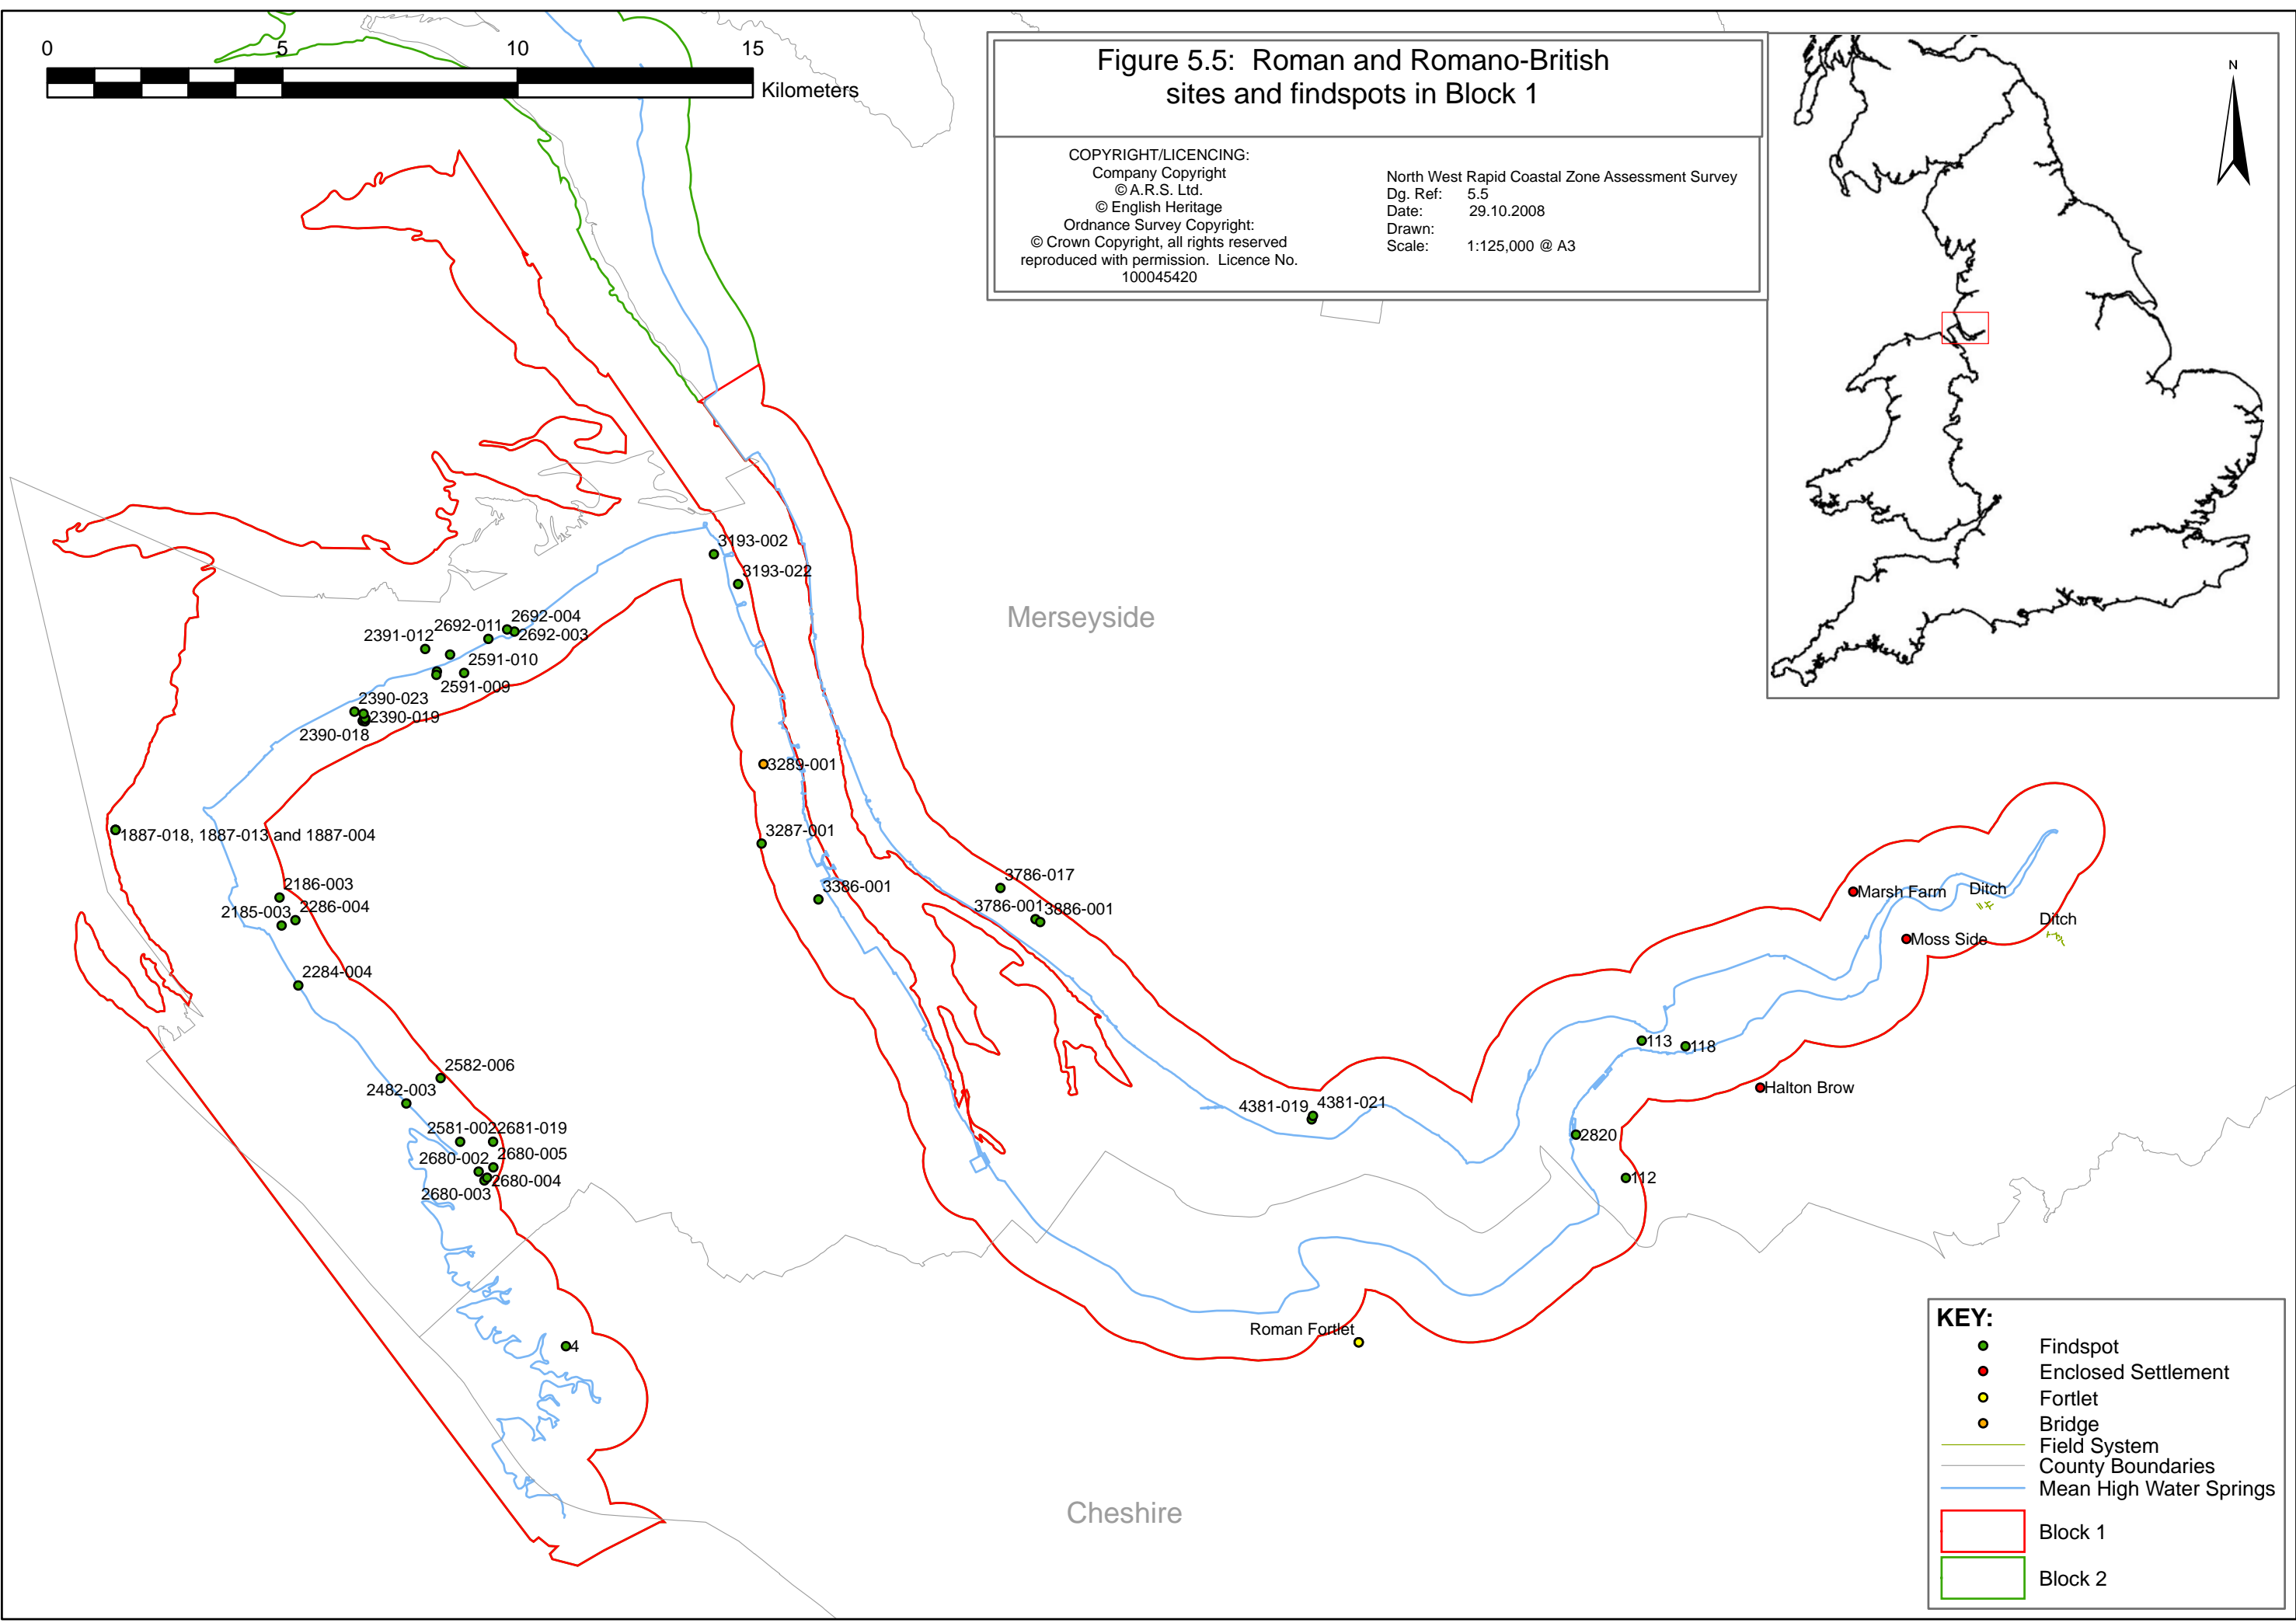 0 5 10 15
Kilometers
Figure 5.5: Roman and Romano-British
sites and findspots in Block 1
COPYRIGHT/LICENCING:
Company Copyright
© A.R.S. Ltd.
© English Heritage
Ordnance Survey Copyright:
© Crown Copyright, all rights reserved
reproduced with permission. Licence No.
100045420
North West Rapid Coastal Zone Assessment Survey
Dg. Ref: 5.5
Date: 29.10.2008
Drawn:
Scale: 1:125,000 @ A3
N
3193-002
3193-022
Merseyside
2692-004
2692-011
2692-003
2391-012
2591-010
2591-009
2390-023
2390-019
2390-018
3289-001
1887-018, 1887-013 and 1887-004
3287-001
2186-003
3386-001
2286-004
2185-003
3786-017
3786-001
3886-001
Marsh Farm
Ditch
Ditch
Moss Side
2284-004
113
118
2582-006
2482-003
Halton Brow
4381-019
4381-021
2581-002
2681-019
2820
2680-002
2680-005
2680-004
2680-003
112
Roman Fortlet
4
Cheshire
KEY:
Findspot
Enclosed Settlement
Fortlet
Bridge
Field System
County Boundaries
Mean High Water Springs
Block 1
Block 2